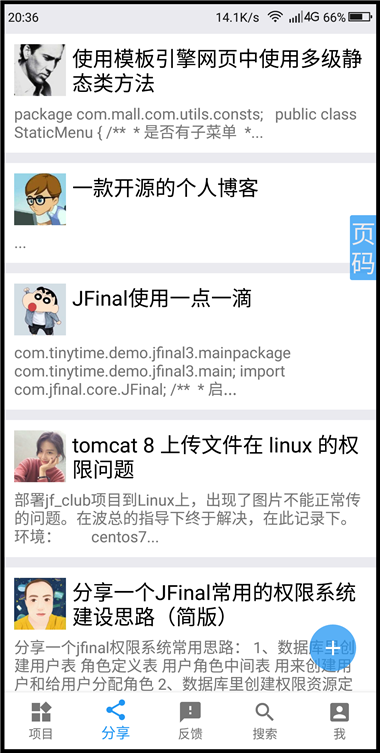 20:36 14.1K/s 4G 66%
使用模板引擎网页中使用多级静
态类方法
package com.mall.com.utils.consts;   public class
StaticMenu { /**  * 是否有子菜单  *...
一款开源的个人博客
...
页
码
JFinal使用一点一滴
com.tinytime.demo.jfinal3.mainpackage
com.tinytime.demo.jfinal3.main; import
com.jfinal.core.JFinal; /**  * 启...
tomcat 8 上传文件在 linux 的权
限问题
部署jf_club项目到Linux上，出现了图片不能正常传
的问题。在波总的指导下终于解决，在此记录下。
环境：      centos7...
分享一个JFinal常用的权限系统
建设思路（简版）
分享一个jfinal权限系统常用思路： 1、数据库里创
建用户表 角色定义表 用户角色中间表 用来创建用
户和给用户分配角色 2、数据库里创建权限资源定
项目 分享 反馈 搜索 我